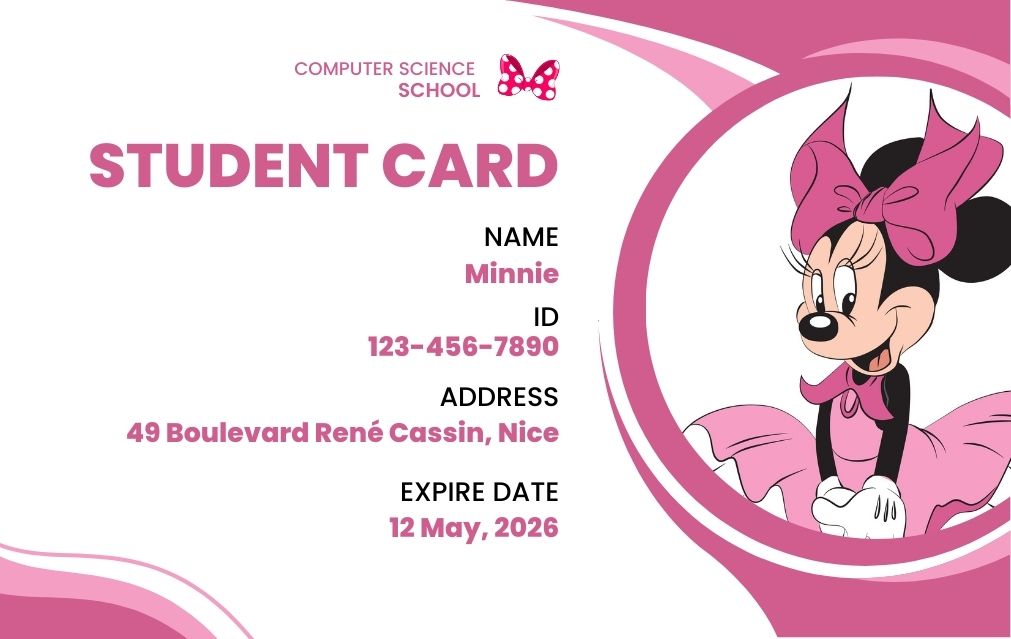 COMPUTER SCIENCE
SCHOOL
STUDENT CARD
NAME
Minnie
ID
123-456-7890
ADDRESS
49 Boulevard René Cassin, Nice
EXPIRE DATE
12 May, 2026